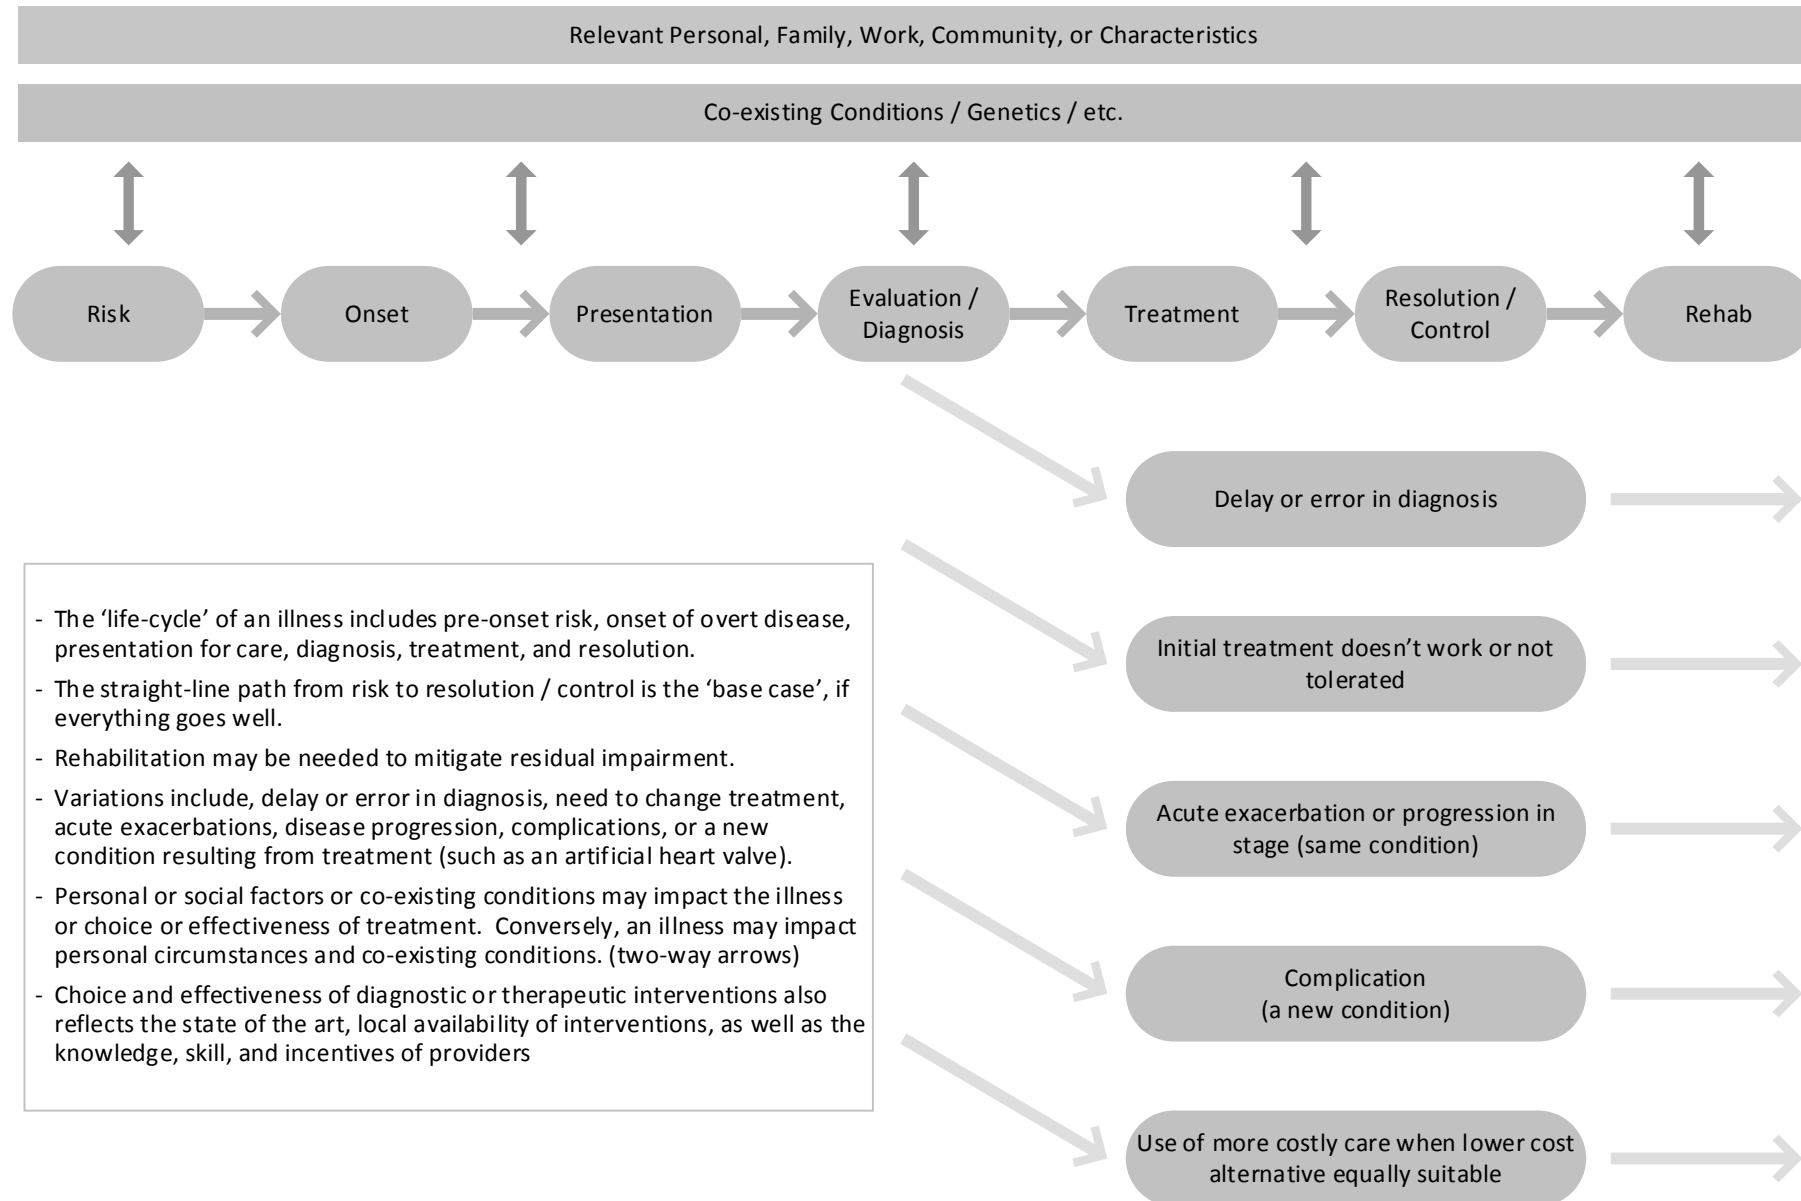 Relevant Personal, Family, Work, Community, or Characteristics
Co-existing Conditions / Genetics / etc.
Risk
Onset
Presentation
Evaluation /
Diagnosis
Treatment
Resolution /
Control
Rehab
Delay or error in diagnosis
Initial treatment doesn’t work or not
tolerated
Acute exacerbation or progression in
stage (same condition)
Complication
(a new condition)
Use of more costly care when lower cost
alternative equally suitable
- The ‘life-cycle’ of an illness includes pre-onset risk, onset of overt disease,
presentation for care, diagnosis, treatment, and resolution.
- The straight-line path from risk to resolution / control is the ‘base case’, if
everything goes well.
- Rehabilitation may be needed to mitigate residual impairment.
- Variations include, delay or error in diagnosis, need to change treatment,
acute exacerbations, disease progression, complications, or a new
condition resulting from treatment (such as an artificial heart valve).
- Personal or social factors or co-existing conditions may impact the illness
or choice or effectiveness of treatment.  Conversely, an illness may impact
personal circumstances and co-existing conditions. (two-way arrows)
- Choice and effectiveness of diagnostic or therapeutic interventions also
reflects the state of the art, local availability of interventions, as well as the
knowledge, skill, and incentives of providers